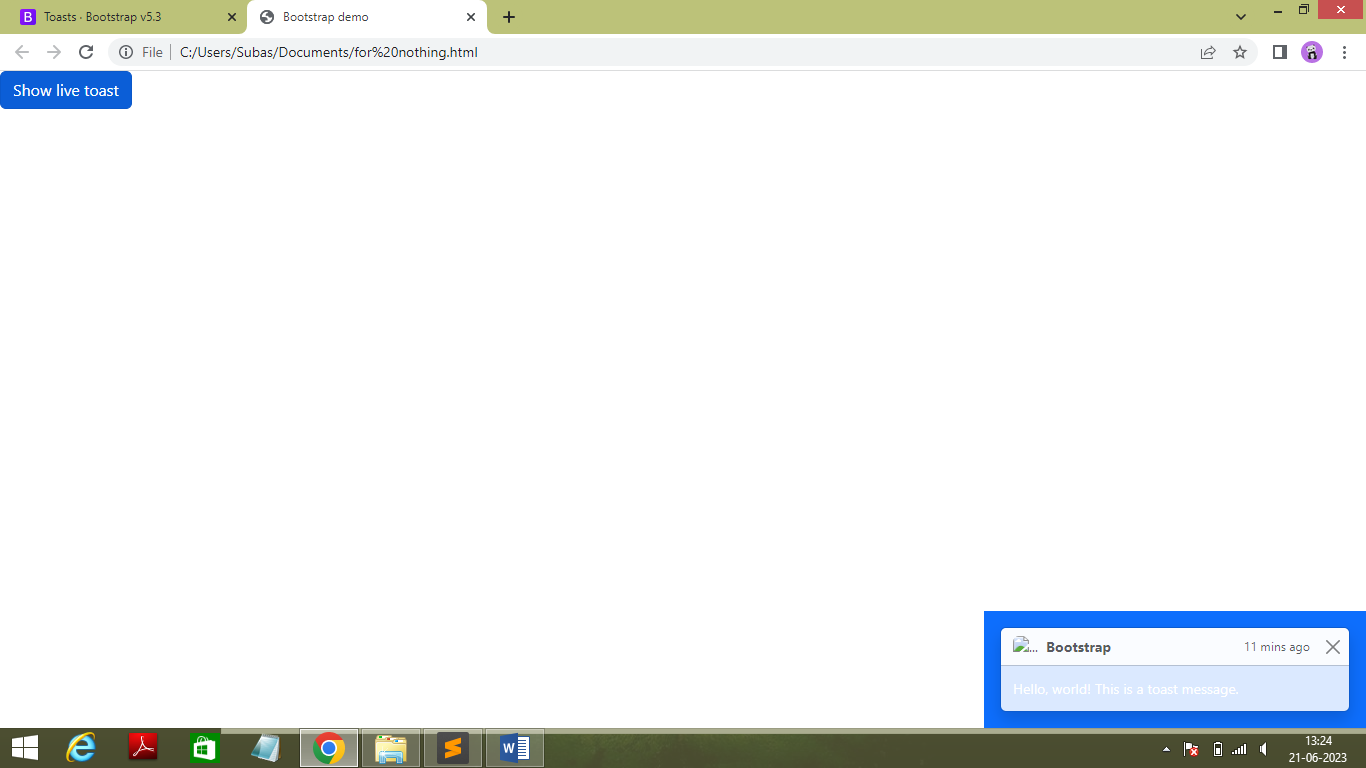 B Toasts · Bootstrap v5.3
Bootstrap demo
File C:/Users/Subas/Documents/for%20nothing.html
Show live toast
... Bootstrap 11 mins ago
Hello, world! This is a toast message.
13:24
21-06-2023